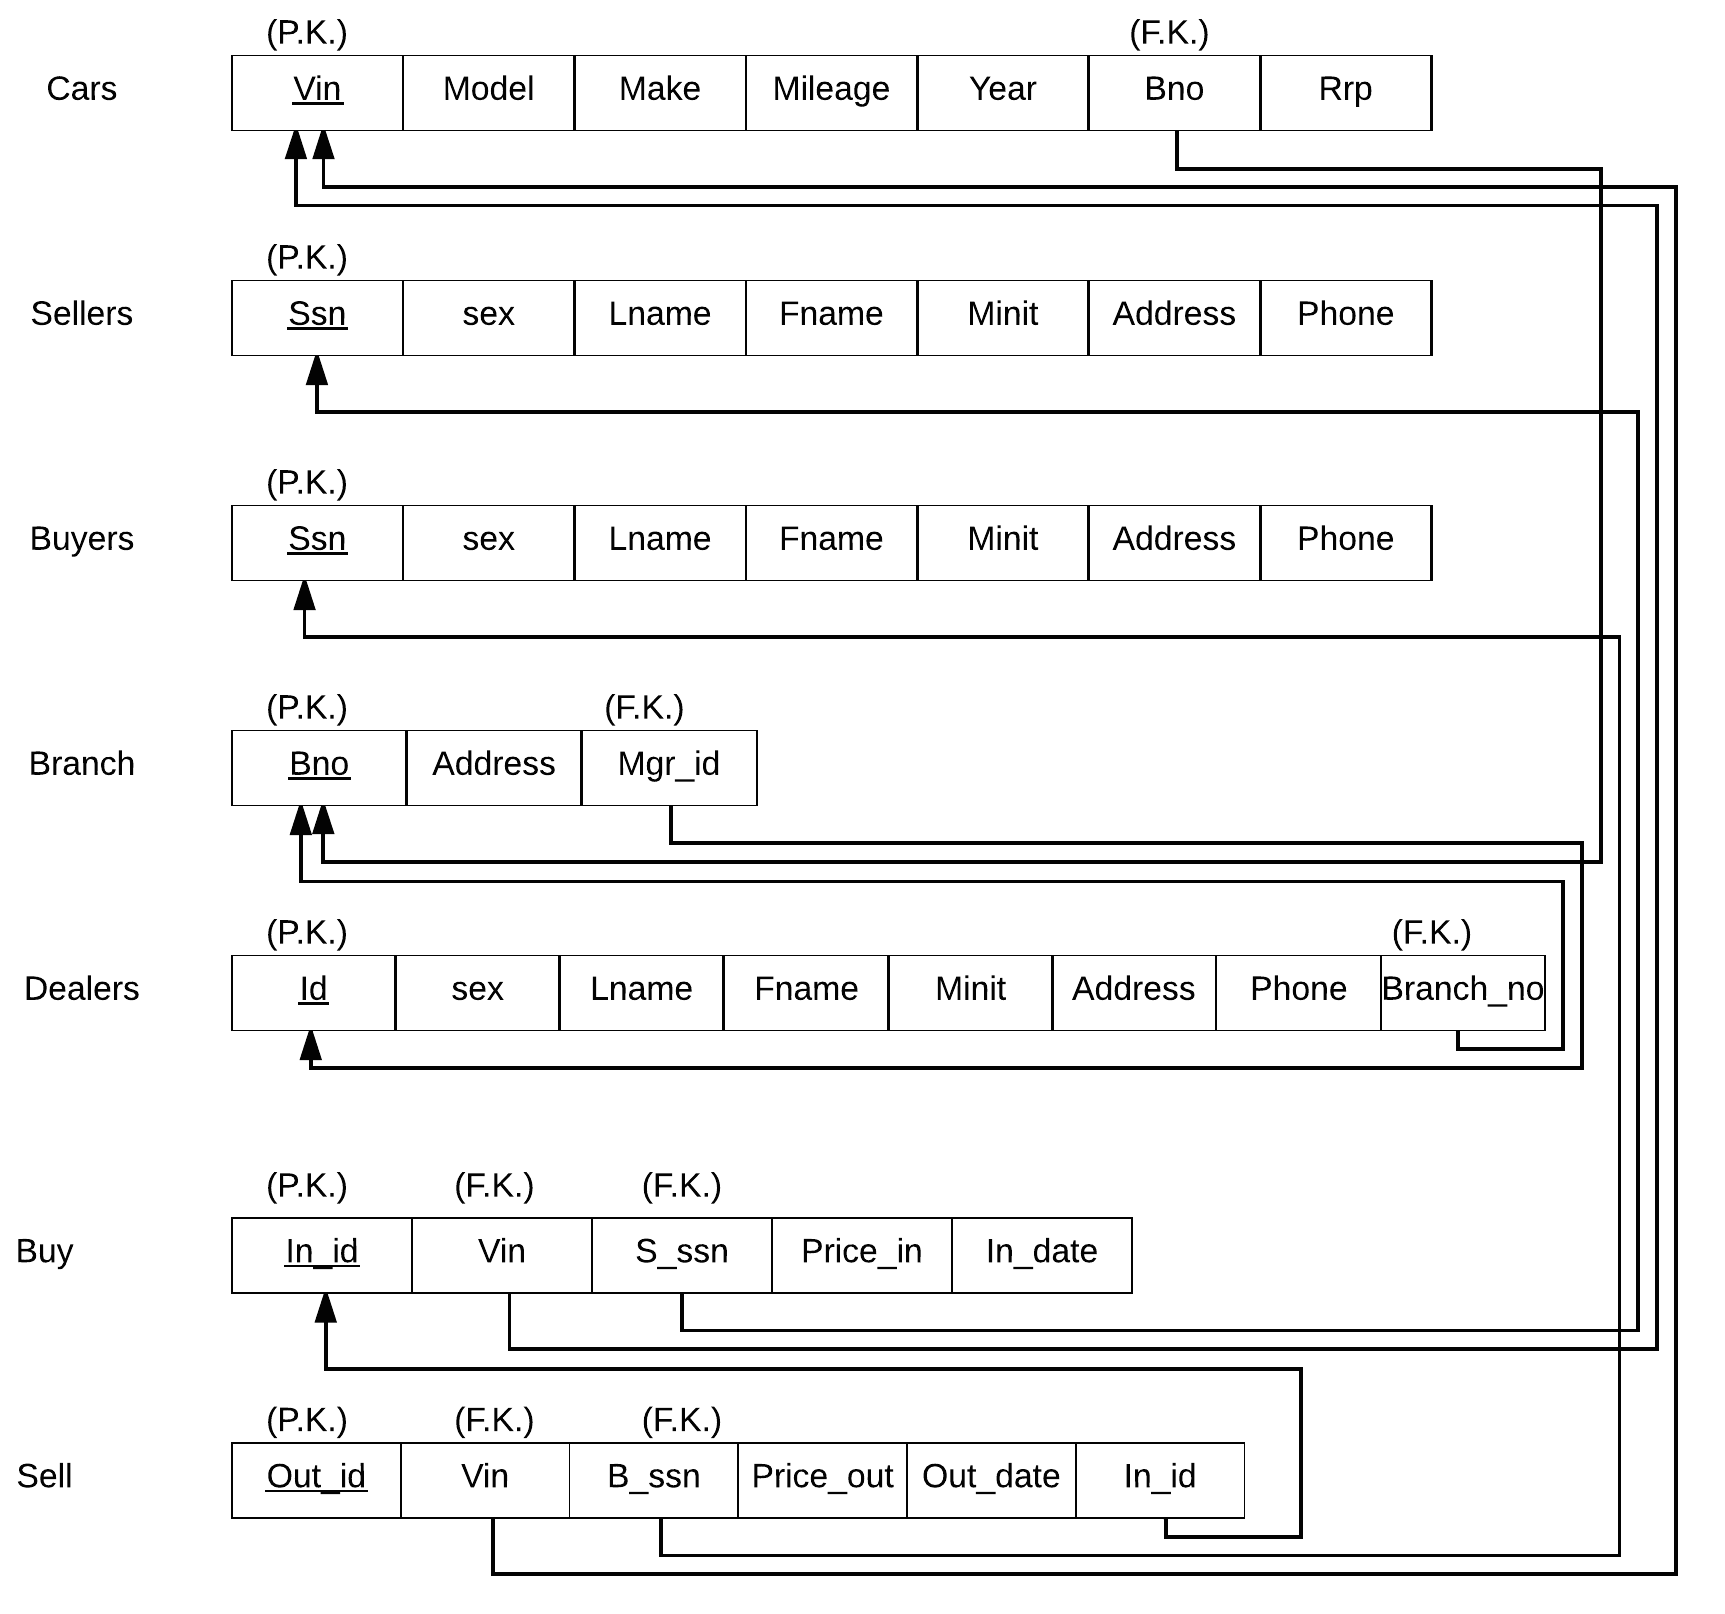 (P.K.) (F.K.)
Cars Vin Model Make Mileage Year Bno Rrp
(P.K.)
Sellers Ssn sex Lname Fname Minit Address Phone
(P.K.)
Buyers Ssn sex Lname Fname Minit Address Phone
(P.K.) (F.K.)
Branch Bno Address Mgr_id
(P.K.) (F.K.)
Dealers Id sex Lname Fname Minit Address Phone Branch_no
(P.K.) (F.K.) (F.K.)
Buy In_id Vin S_ssn Price_in In_date
(P.K.) (F.K.) (F.K.)
Sell Out_id Vin B_ssn Price_out Out_date In_id